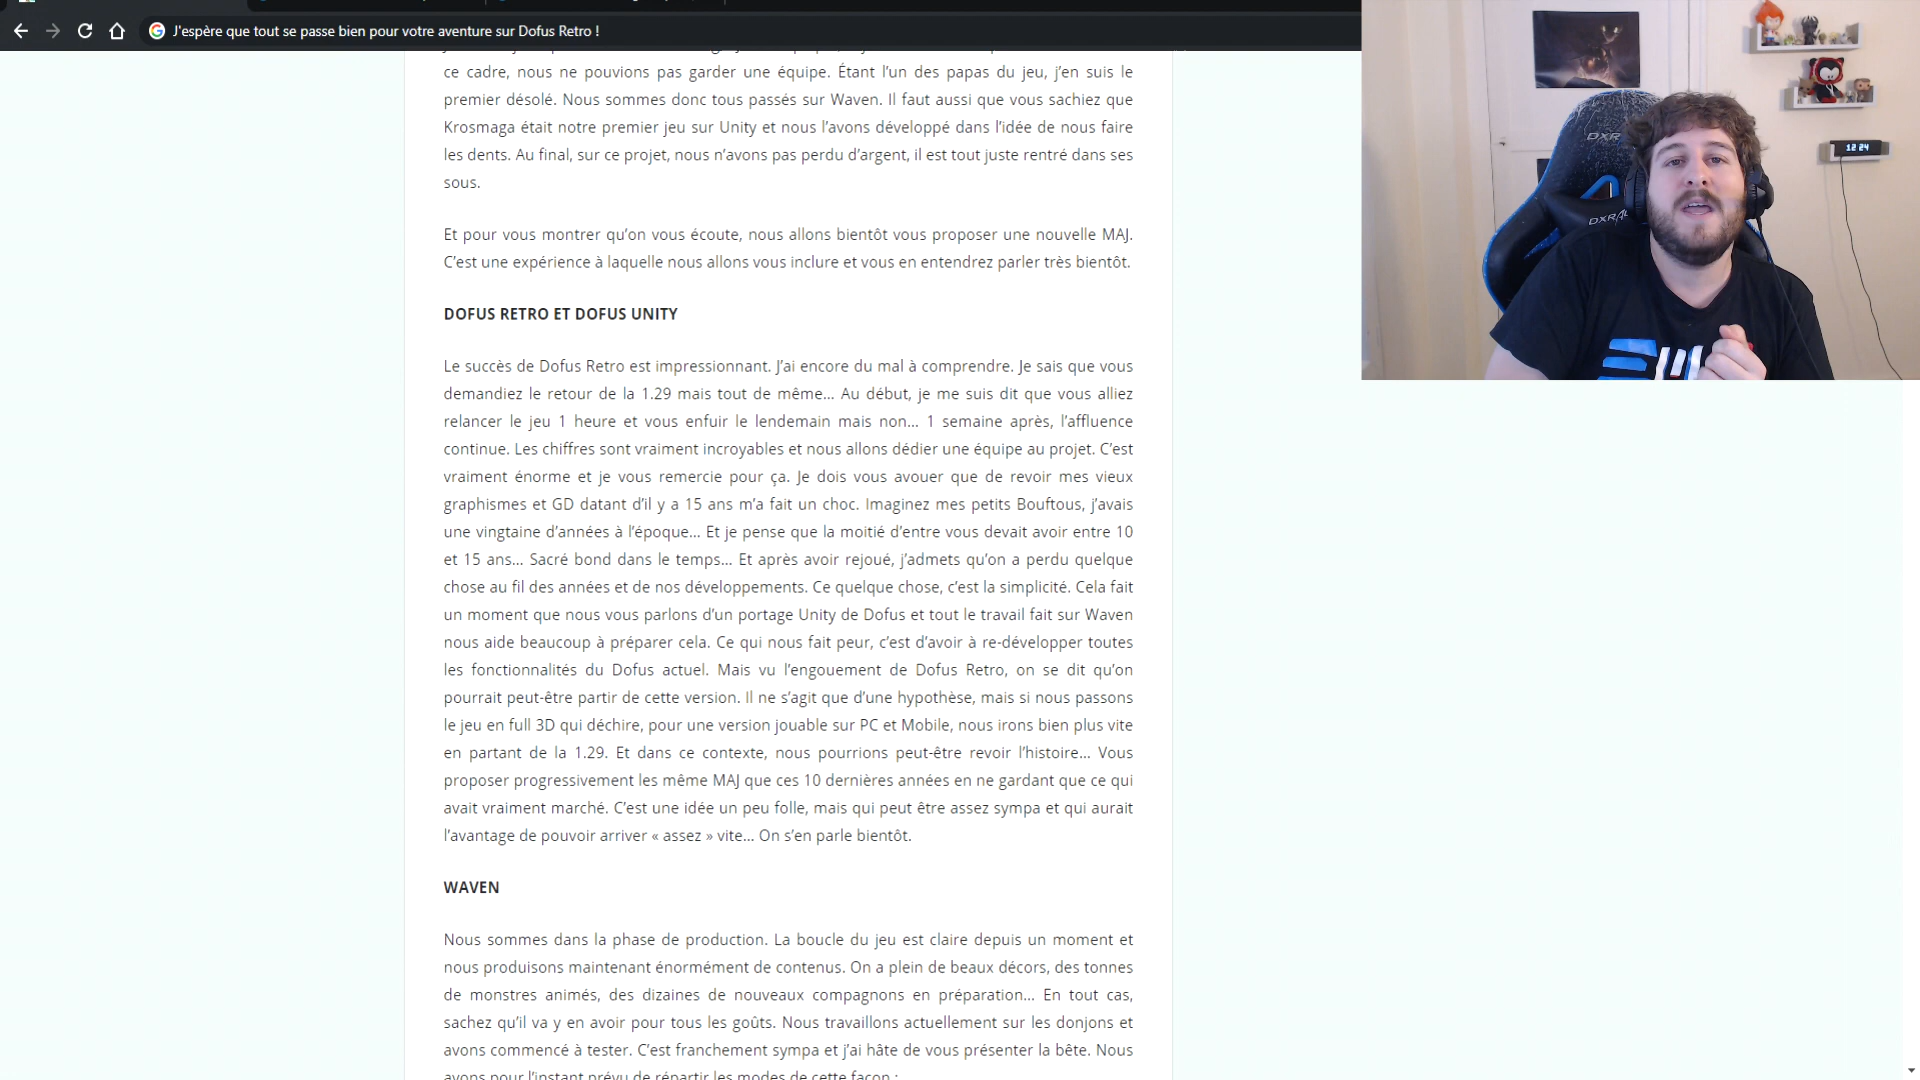 J'espère que tout se passe bien pour votre aventure sur Dofus Retro !
ce cadre, nous ne pouvions pas garder une équipe. Étant l’un des papas du jeu, j’en suis le
premier désolé. Nous sommes donc tous passés sur Waven. Il faut aussi que vous sachiez que
Krosmaga était notre premier jeu sur Unity et nous l’avons développé dans l’idée de nous faire
les dents. Au final, sur ce projet, nous n’avons pas perdu d’argent, il est tout juste rentré dans ses
sous.
Et pour vous montrer qu’on vous écoute, nous allons bientôt vous proposer une nouvelle MAJ.
C’est une expérience à laquelle nous allons vous inclure et vous en entendrez parler très bientôt.
DOFUS RETRO ET DOFUS UNITY
Le succès de Dofus Retro est impressionnant. J’ai encore du mal à comprendre. Je sais que vous
demandiez le retour de la 1.29 mais tout de même… Au début, je me suis dit que vous alliez
relancer le jeu 1 heure et vous enfuir le lendemain mais non… 1 semaine après, l’affluence
continue. Les chiffres sont vraiment incroyables et nous allons dédier une équipe au projet. C’est
vraiment énorme et je vous remercie pour ça. Je dois vous avouer que de revoir mes vieux
graphismes et GD datant d’il y a 15 ans m’a fait un choc. Imaginez mes petits Bouftous, j’avais
une vingtaine d’années à l’époque… Et je pense que la moitié d’entre vous devait avoir entre 10
et 15 ans… Sacré bond dans le temps… Et après avoir rejoué, j’admets qu’on a perdu quelque
chose au fil des années et de nos développements. Ce quelque chose, c’est la simplicité. Cela fait
un moment que nous vous parlons d’un portage Unity de Dofus et tout le travail fait sur Waven
nous aide beaucoup à préparer cela. Ce qui nous fait peur, c’est d’avoir à re-développer toutes
les fonctionnalités du Dofus actuel. Mais vu l’engouement de Dofus Retro, on se dit qu’on
pourrait peut-être partir de cette version. Il ne s’agit que d’une hypothèse, mais si nous passons
le jeu en full 3D qui déchire, pour une version jouable sur PC et Mobile, nous irons bien plus vite
en partant de la 1.29. Et dans ce contexte, nous pourrions peut-être revoir l’histoire… Vous
proposer progressivement les même MAJ que ces 10 dernières années en ne gardant que ce qui
avait vraiment marché. C’est une idée un peu folle, mais qui peut être assez sympa et qui aurait
l’avantage de pouvoir arriver « assez » vite… On s’en parle bientôt.
WAVEN
Nous sommes dans la phase de production. La boucle du jeu est claire depuis un moment et
nous produisons maintenant énormément de contenus. On a plein de beaux décors, des tonnes
de monstres animés, des dizaines de nouveaux compagnons en préparation… En tout cas,
sachez qu’il va y en avoir pour tous les goûts. Nous travaillons actuellement sur les donjons et
avons commencé à tester. C’est franchement sympa et j’ai hâte de vous présenter la bête. Nous
avons pour l’instant prévu de répartir les modes de cette façon :
DXR
DXRA
12 24